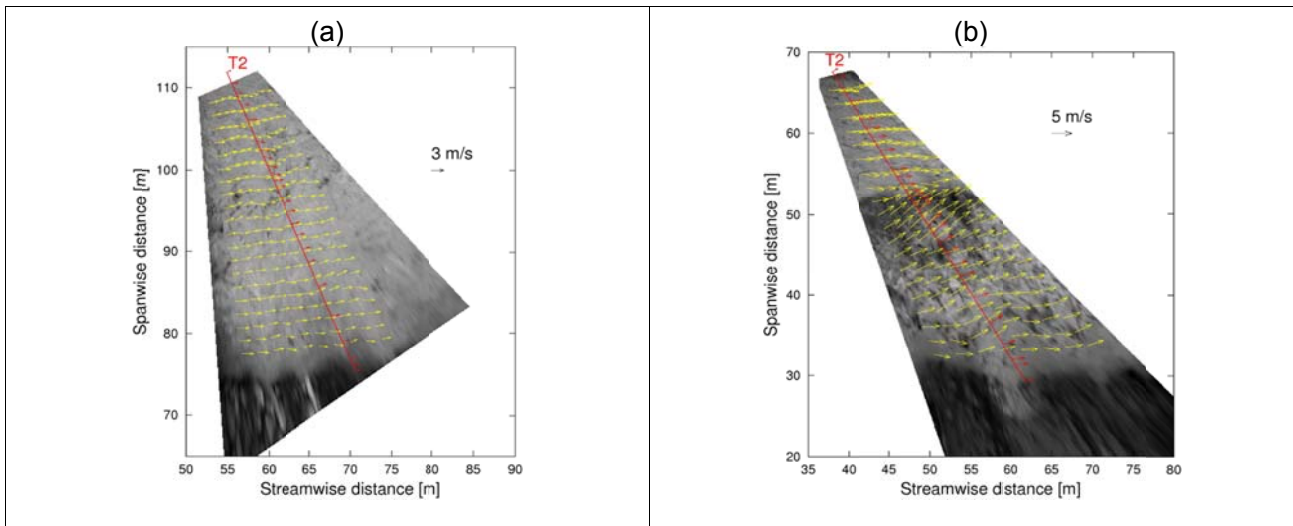 (a)
T2
110
100
90
80
70
3 m/s
Spanwise distance [m]
50 55 60 65 70 75 80 85 90
Streamwise distance [m]
(b)
T2
70
60
50
40
30
20
5 m/s
Spanwise distance [m]
35 40 45 50 55 60 65 70 75 80
Streamwise distance [m]